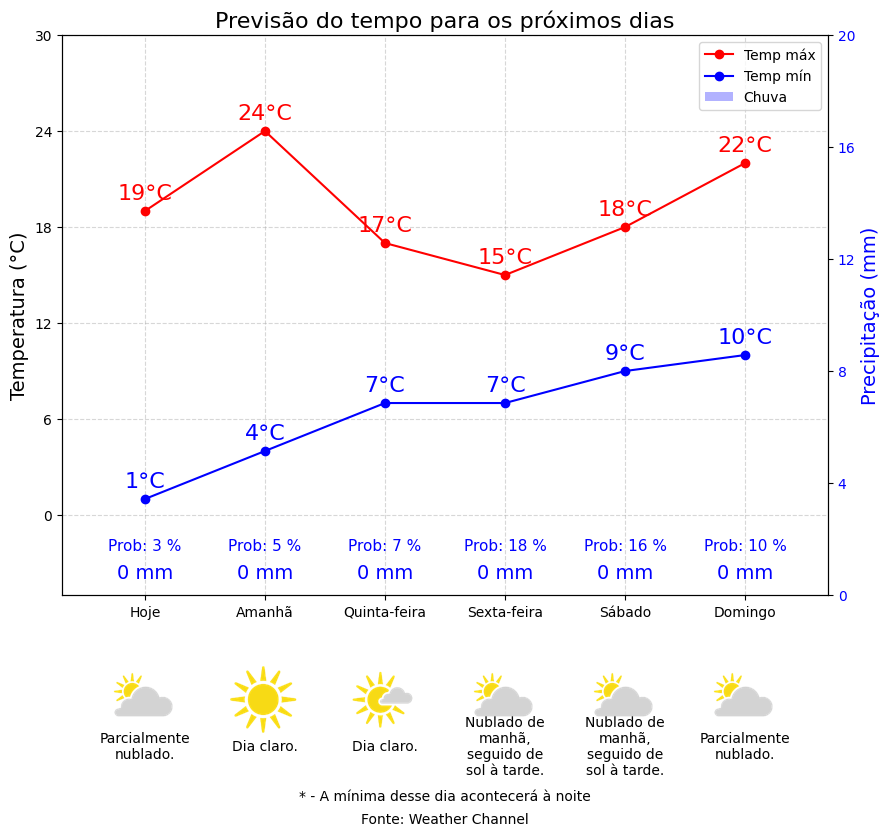 Previsão do tempo para os próximos dias
Temp máx
Temp mín
Chuva
Temperatura (°C)
Precipitação (mm)
30
24
18
12
6
0
20
16
12
8
4
0
19°C
24°C
17°C
15°C
18°C
22°C
1°C
4°C
7°C
7°C
9°C
10°C
Prob: 3 %
Prob: 5 %
Prob: 7 %
Prob: 18 %
Prob: 16 %
Prob: 10 %
0 mm
0 mm
0 mm
0 mm
0 mm
0 mm
Hoje
Amanhã
Quinta-feira
Sexta-feira
Sábado
Domingo
Parcialmente
nublado.
Dia claro.
Dia claro.
Nublado de
manhã,
seguido de
sol à tarde.
Nublado de
manhã,
seguido de
sol à tarde.
Parcialmente
nublado.
* - A mínima desse dia acontecerá à noite
Fonte: Weather Channel